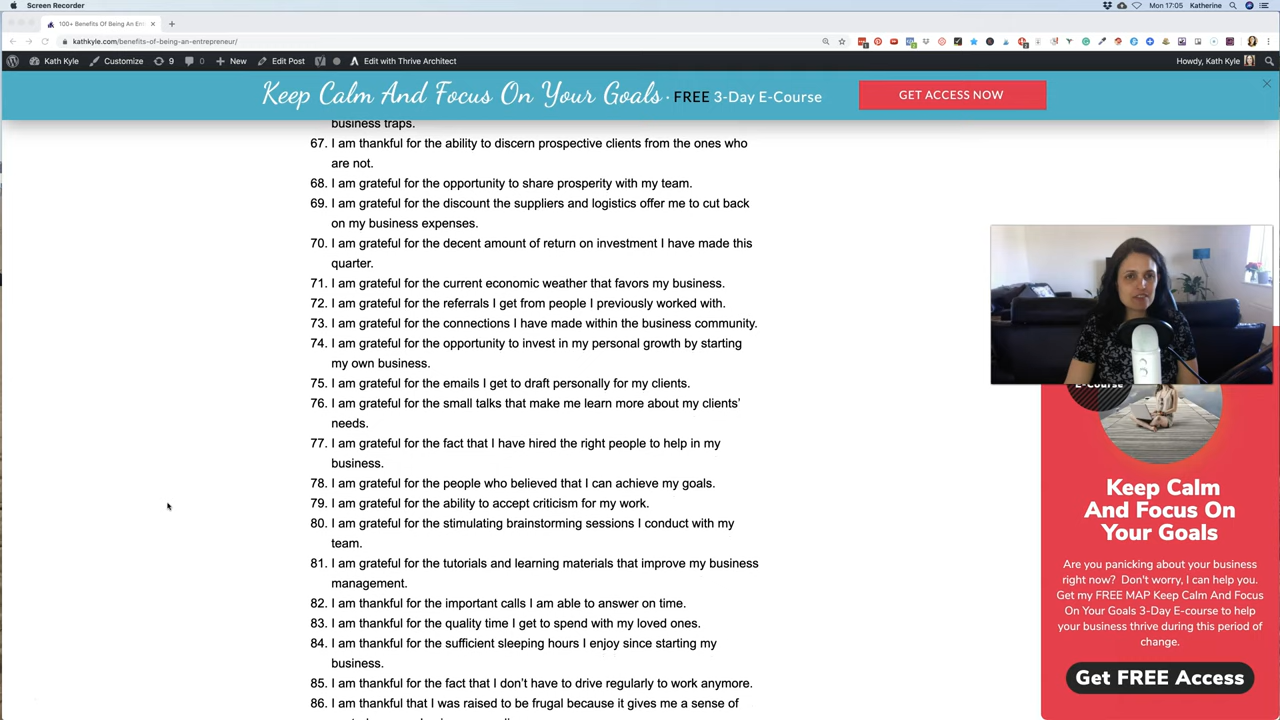 Screen Recorder
Mon 17:05 Katherine
100+ Benefits Of Being An Ent
kathkyle.com/benefits-of-being-an-entrepreneur/
Kath Kyle Customize 9 0 New Edit Post Edit with Thrive Architect Howdy, Kath Kyle
Keep Calm And Focus On Your Goals · FREE 3-Day E-Course GET ACCESS NOW
business traps.
67. I am thankful for the ability to discern prospective clients from the ones who
are not.
68. I am grateful for the opportunity to share prosperity with my team.
69. I am grateful for the discount the suppliers and logistics offer me to cut back
on my business expenses.
70. I am grateful for the decent amount of return on investment I have made this
quarter.
71. I am grateful for the current economic weather that favors my business.
72. I am grateful for the referrals I get from people I previously worked with.
73. I am grateful for the connections I have made within the business community.
74. I am grateful for the opportunity to invest in my personal growth by starting
my own business.
75. I am grateful for the emails I get to draft personally for my clients.
76. I am grateful for the small talks that make me learn more about my clients'
needs.
77. I am grateful for the fact that I have hired the right people to help in my
business.
78. I am grateful for the people who believed that I can achieve my goals.
79. I am grateful for the ability to accept criticism for my work.
80. I am grateful for the stimulating brainstorming sessions I conduct with my
team.
81. I am grateful for the tutorials and learning materials that improve my business
management.
82. I am thankful for the important calls I am able to answer on time.
83. I am thankful for the quality time I get to spend with my loved ones.
84. I am thankful for the sufficient sleeping hours I enjoy since starting my
business.
85. I am thankful for the fact that I don't have to drive regularly to work anymore.
86. I am thankful that I was raised to be frugal because it gives me a sense of
E-Course
Keep Calm
And Focus On
Your Goals
Are you panicking about your business
right now? Don't worry, I can help you.
Get my FREE MAP Keep Calm And Focus
On Your Goals 3-Day E-course to help
your business thrive during this period of
change.
Get FREE Access